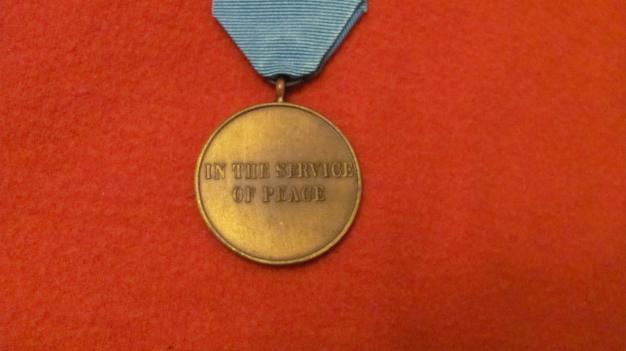 IN THE SERVICE
OF PEACE